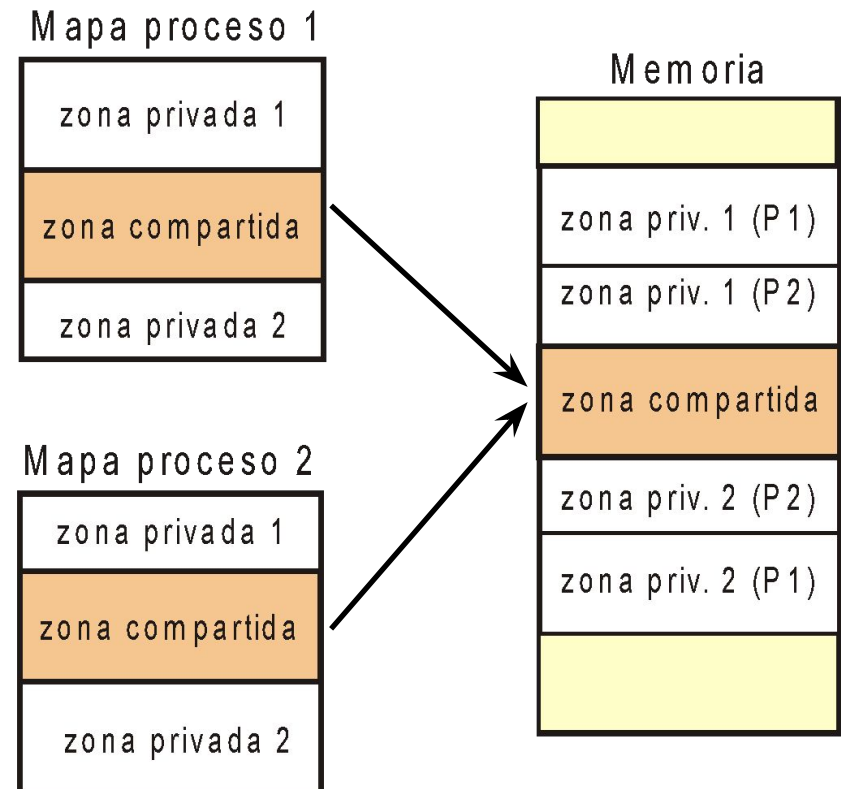 Mapa proceso 1
zona privada 1
zona compartida
zona privada 2
Mapa proceso 2
zona privada 1
zona compartida
zona privada 2
Memoria
zona priv. 1 (P1)
zona priv. 1 (P2)
zona compartida
zona priv. 2 (P2)
zona priv. 2 (P1)